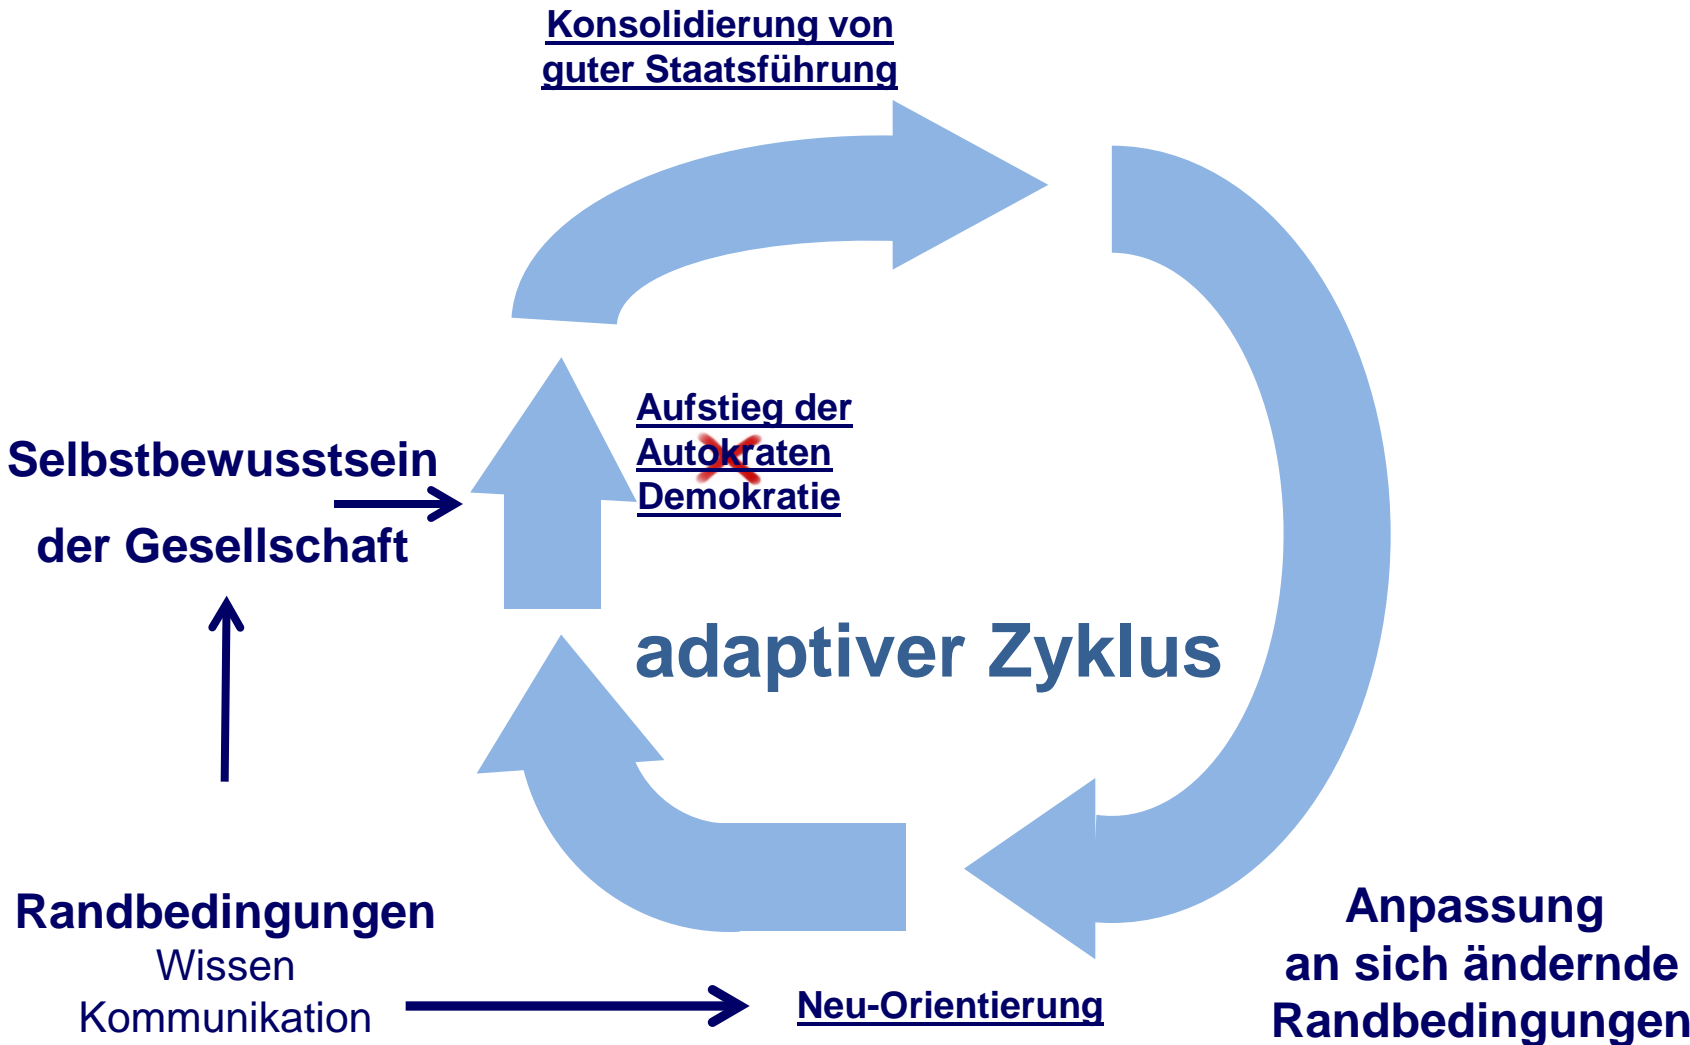 Konsolidierung von
guter Staatsführung
Aufstieg der
Autokraten
Demokratie
Selbstbewusstsein
der Gesellschaft
adaptiver Zyklus
Randbedingungen
Wissen
Kommunikation
Neu-Orientierung
Anpassung
an sich ändernde
Randbedingungen